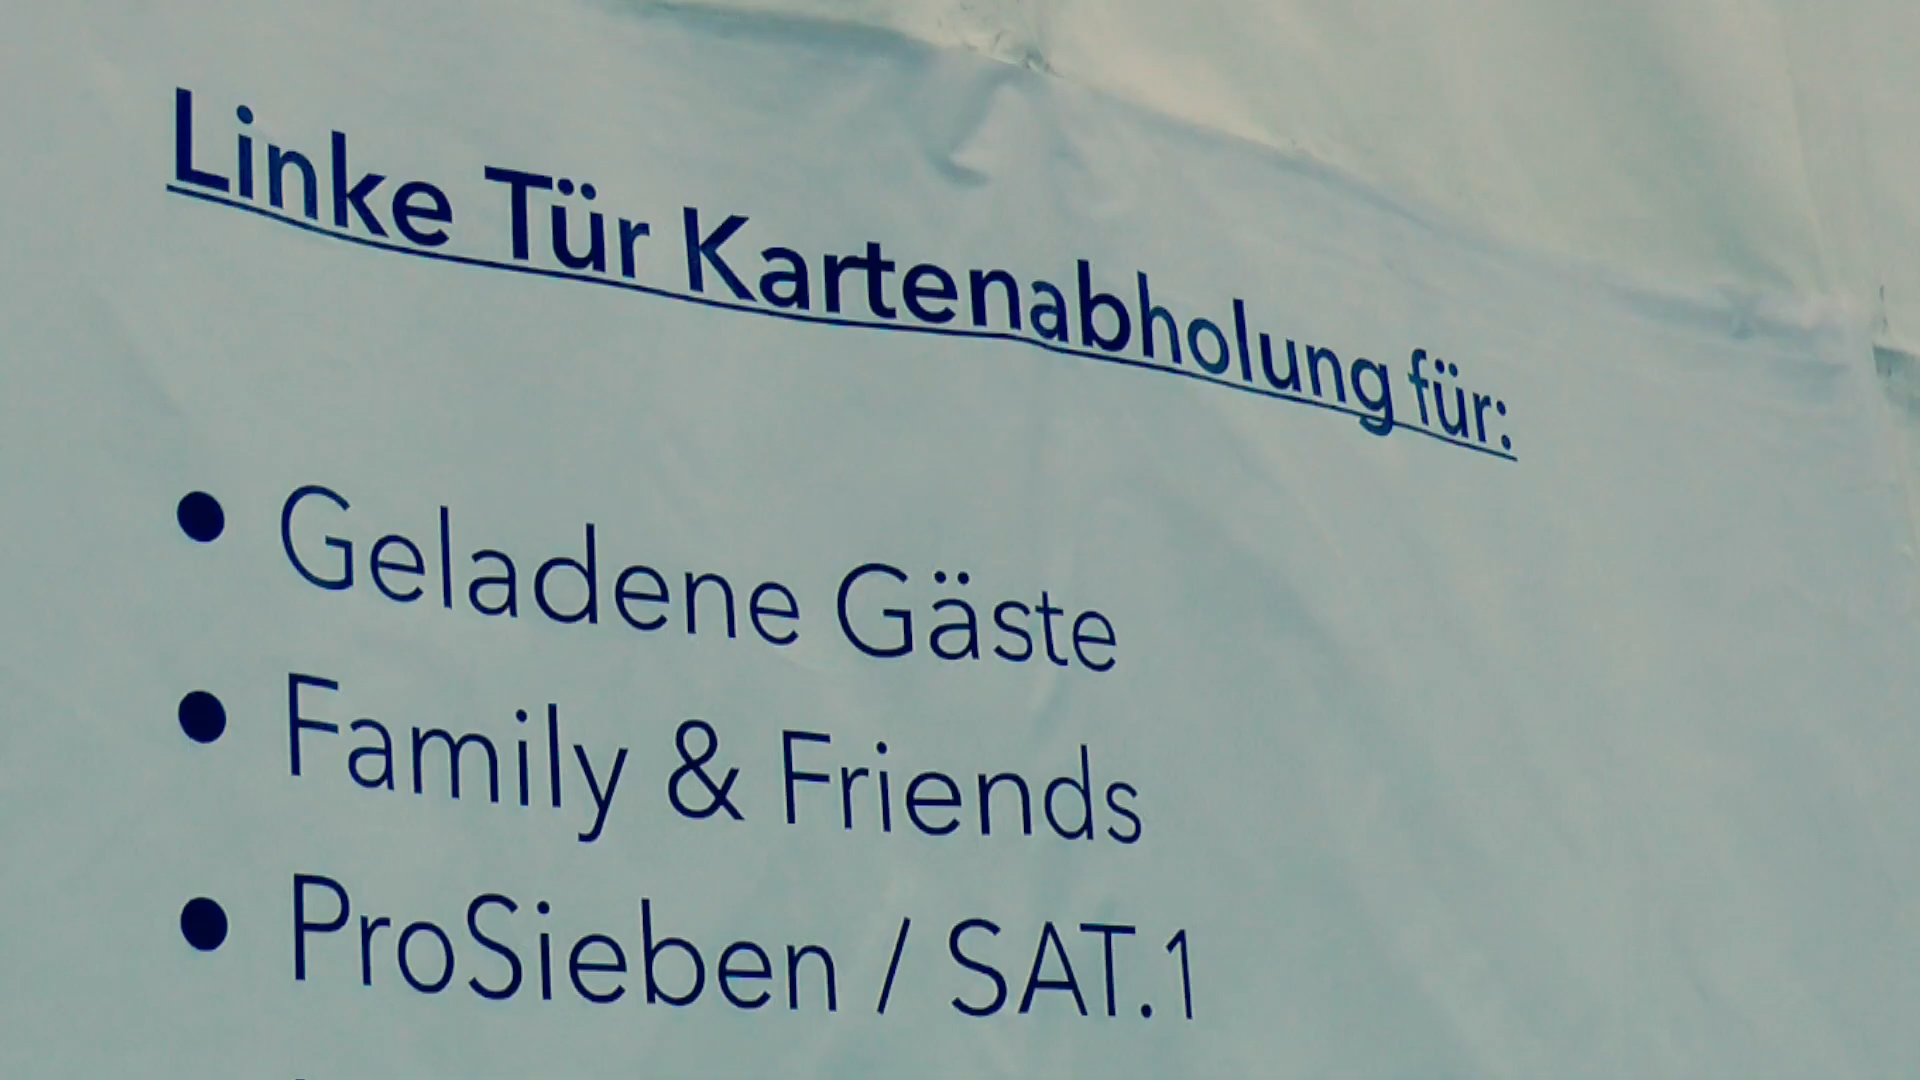 Linke Tür Kartenabholung für:
• Geladene Gäste
• Family & Friends
• ProSieben / SAT.1